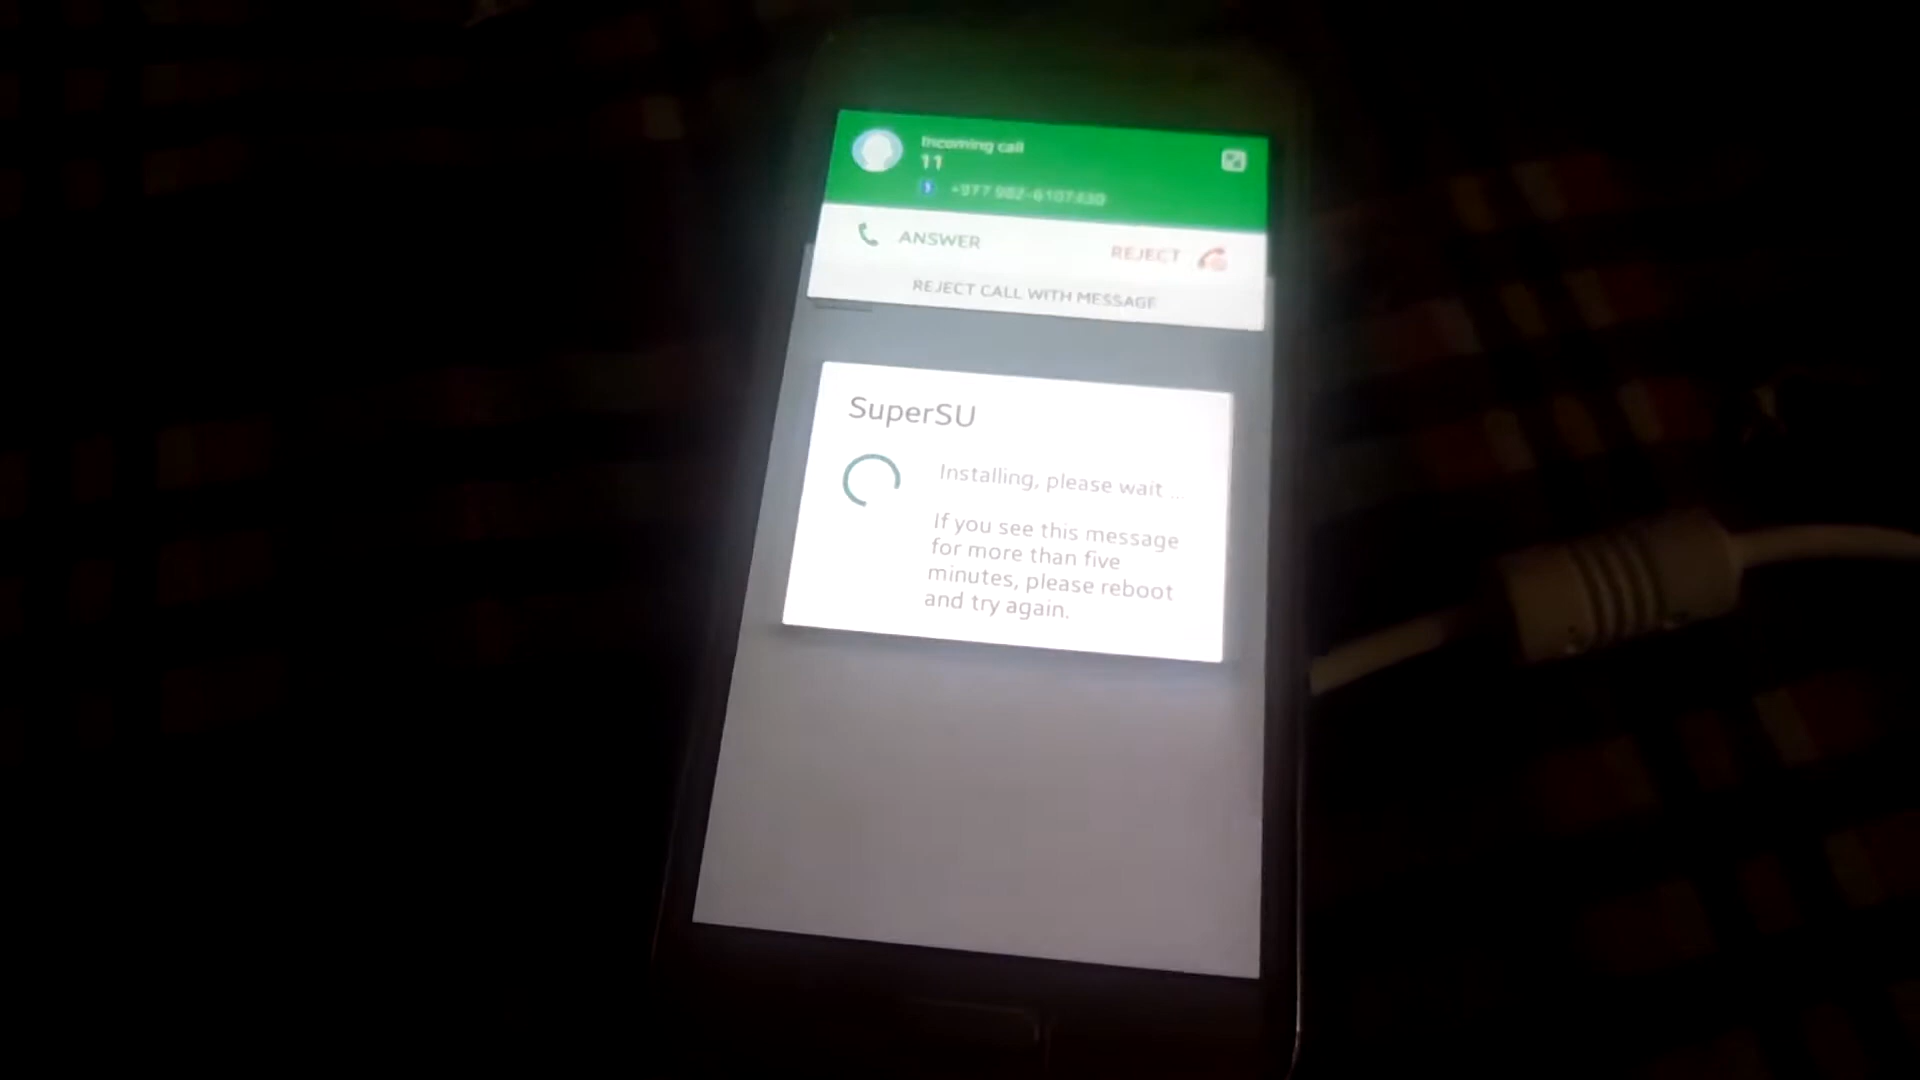 Incoming call
11
ANSWER
REJECT
REJECT CALL WITH MESSAGE
SuperSU
Installing, please wait ...
If you see this message
for more than five
minutes, please reboot
and try again.